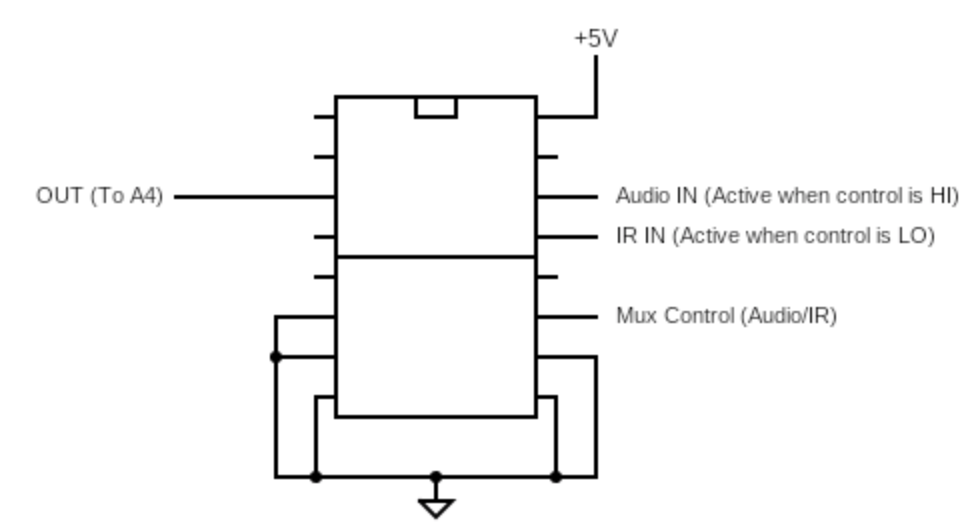 +5V
OUT (To A4)
Audio IN (Active when control is HI)
IR IN (Active when control is LO)
Mux Control (Audio/IR)